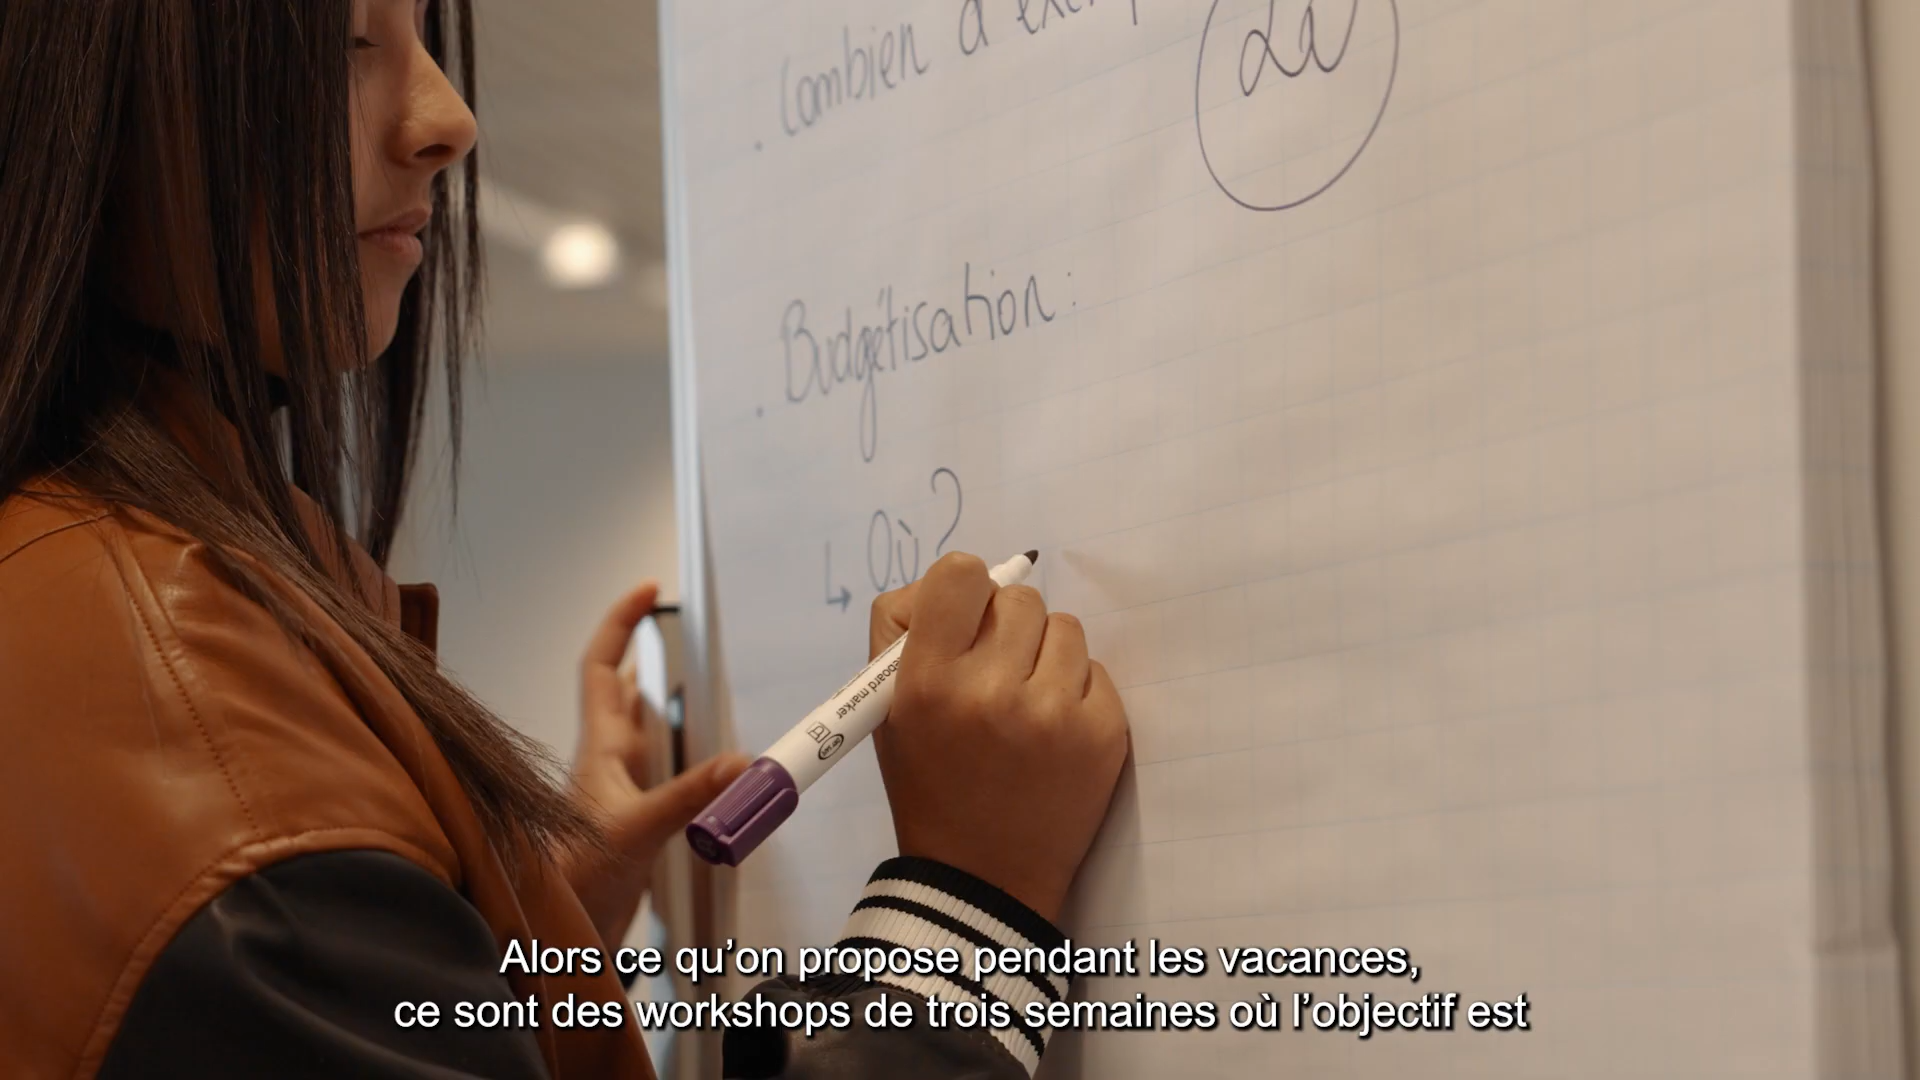 . Combien d'exemp
. Budgétisation :
↳ Où ?
board marker
Alors ce qu’on propose pendant les vacances,
ce sont des workshops de trois semaines où l’objectif est